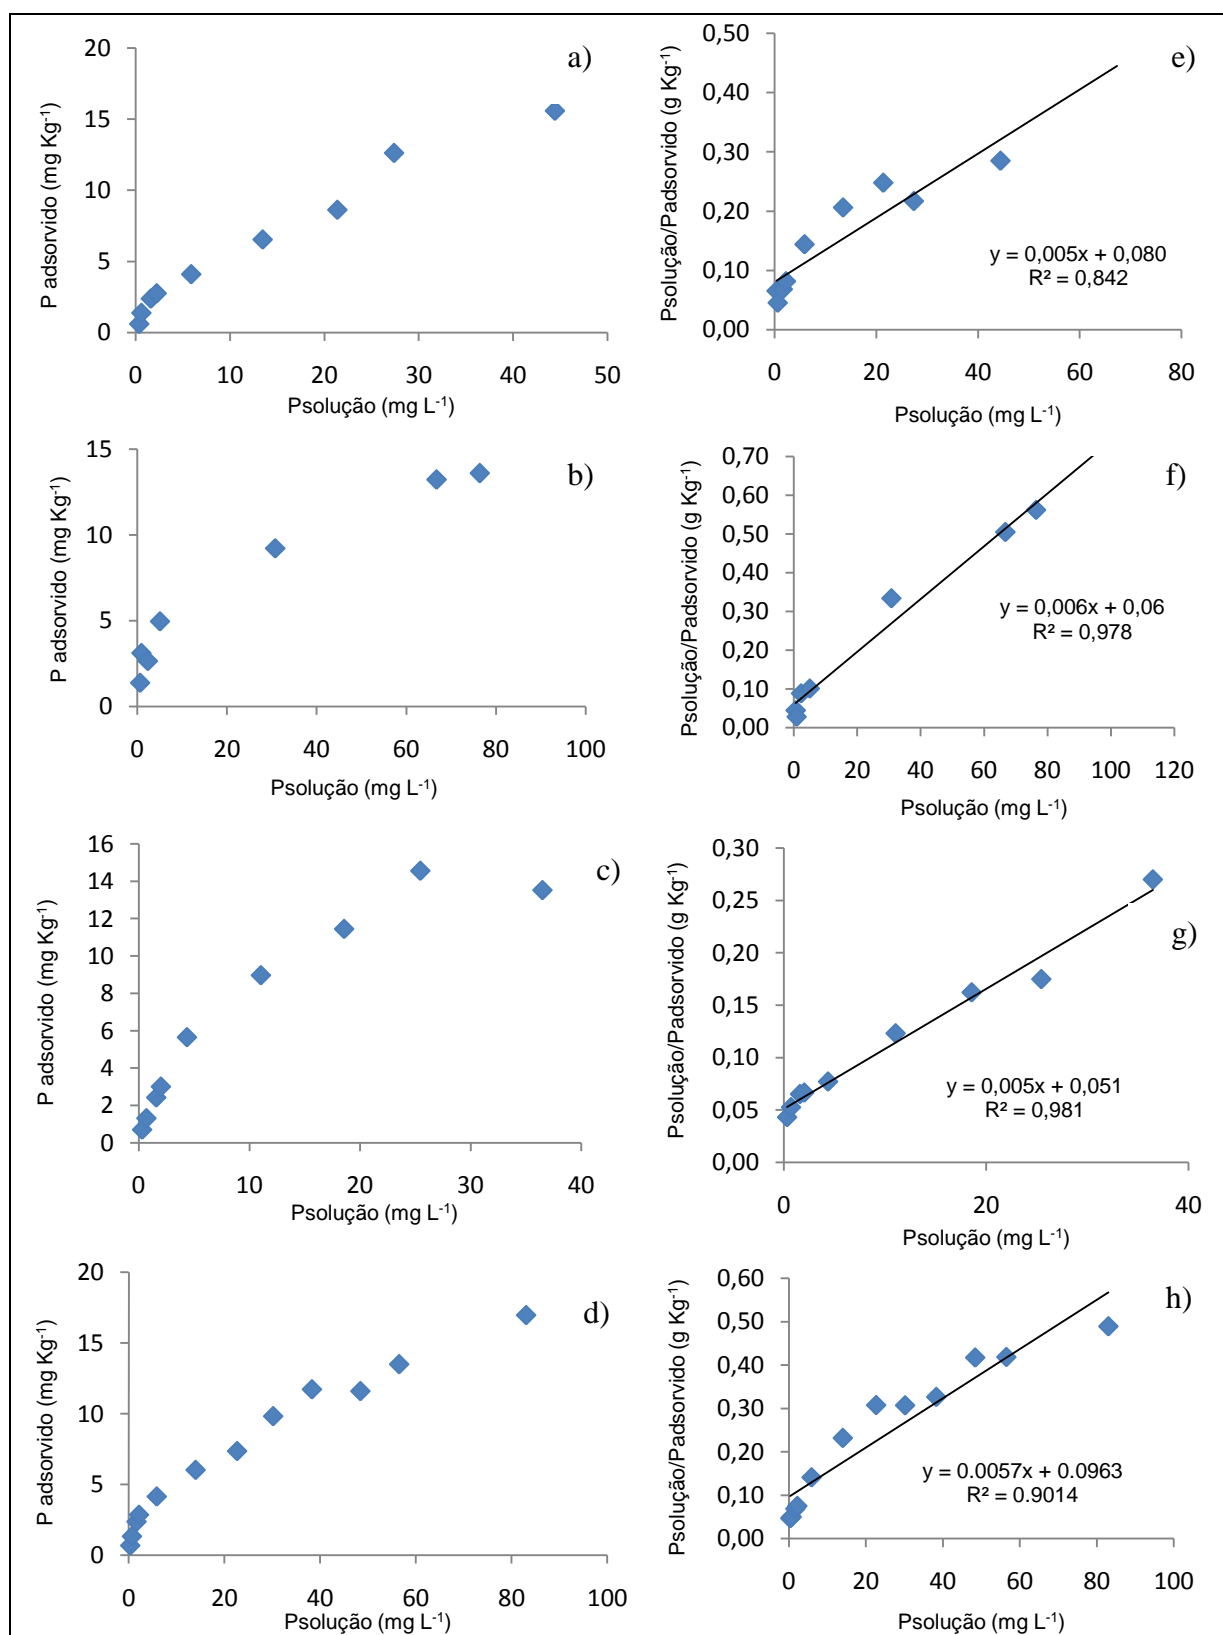 a)
P adsorvido (mg Kg-1)
20
15
10
5
0
0 10 20 30 40 50
Psolução (mg L-1)
e)
Psolução/Padsorvido (g Kg-1)
0,50
0,40
0,30
0,20
0,10
0,00
y = 0,005x + 0,080
R² = 0,842
0 20 40 60 80
Psolução (mg L-1)
b)
P adsorvido (mg Kg-1)
15
10
5
0
0 20 40 60 80 100
Psolução (mg L-1)
f)
Psolução/Padsorvido (g Kg-1)
0,70
0,60
0,50
0,40
0,30
0,20
0,10
0,00
y = 0,006x + 0,06
R² = 0,978
0 20 40 60 80 100 120
Psolução (mg L-1)
c)
P adsorvido (mg Kg-1)
16
14
12
10
8
6
4
2
0
0 10 20 30 40
Psolução (mg L-1)
g)
Psolução/Padsorvido (g Kg-1)
0,30
0,25
0,20
0,15
0,10
0,05
0,00
y = 0,005x + 0,051
R² = 0,981
0 20 40
Psolução (mg L-1)
d)
P adsorvido (mg Kg-1)
20
15
10
5
0
0 20 40 60 80 100
Psolução (mg L-1)
h)
Psolução/Padsorvido (g Kg-1)
0,60
0,50
0,40
0,30
0,20
0,10
0,00
y = 0.0057x + 0.0963
R² = 0.9014
0 20 40 60 80 100
Psolução (mg L-1)